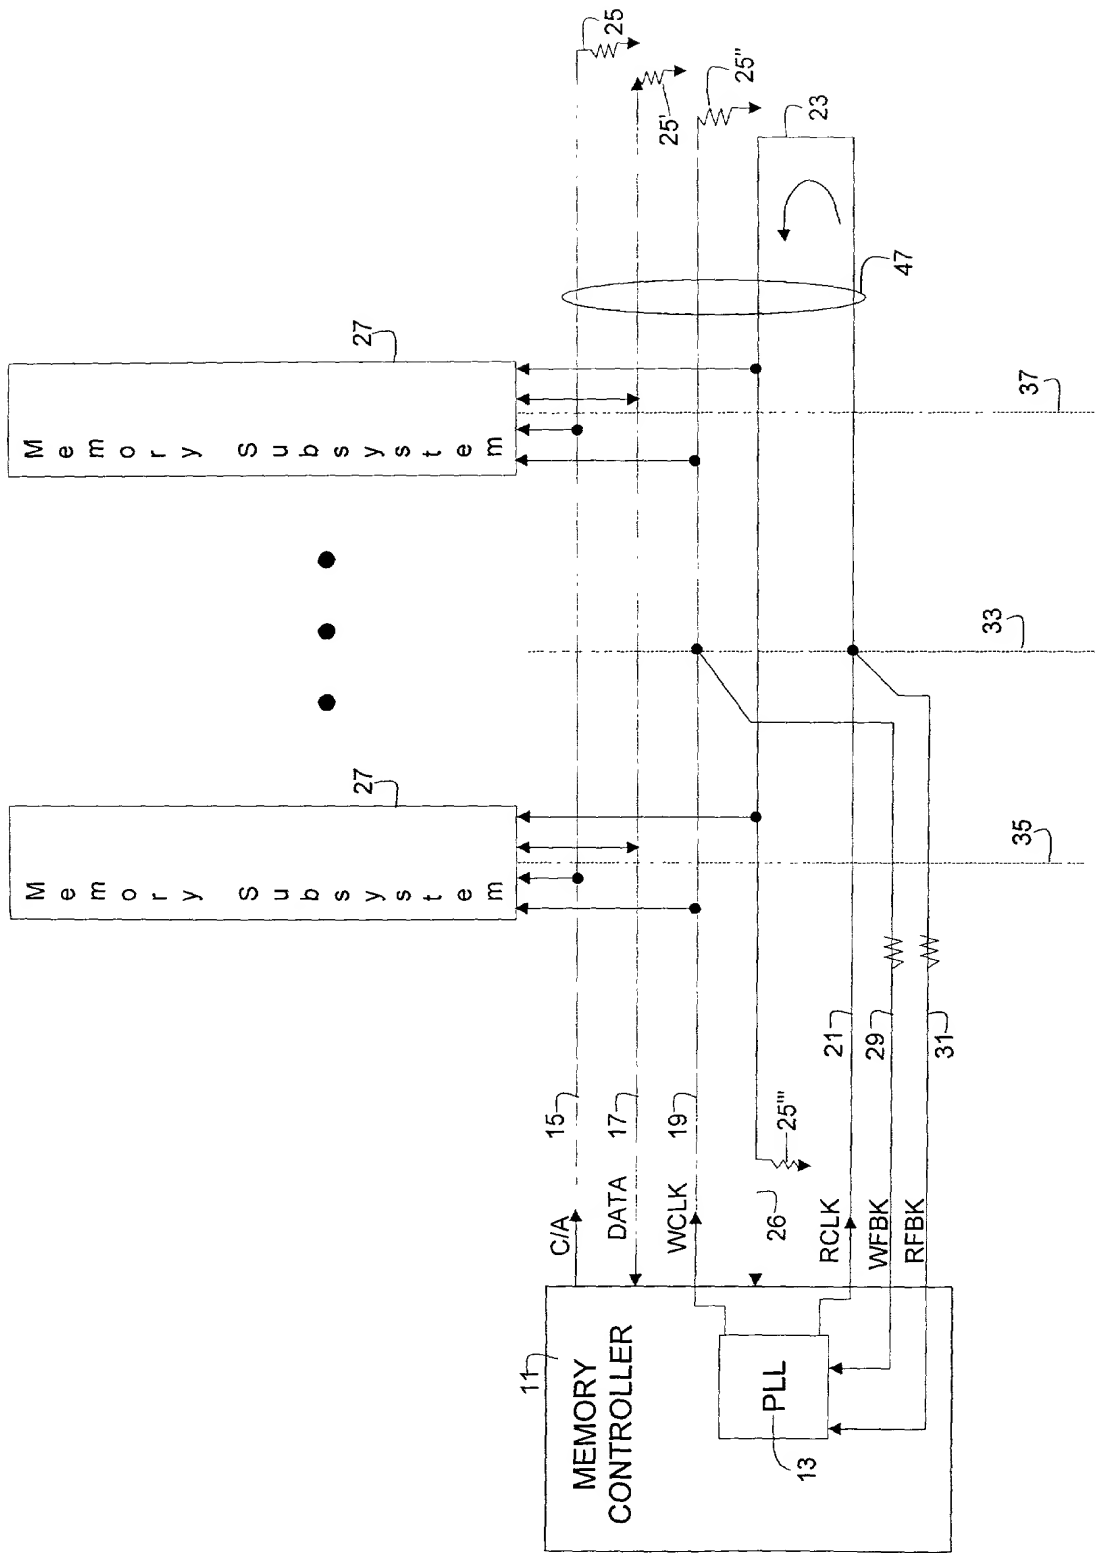 Memory Subsystem
27
Memory Subsystem
27
11
MEMORY
CONTROLLER
PLL
13
C/A
15
25
DATA
17
25'
WCLK
19
25"
26
25""
23
RCLK
21
WFBK
29
RFBK
31
47
35
33
37